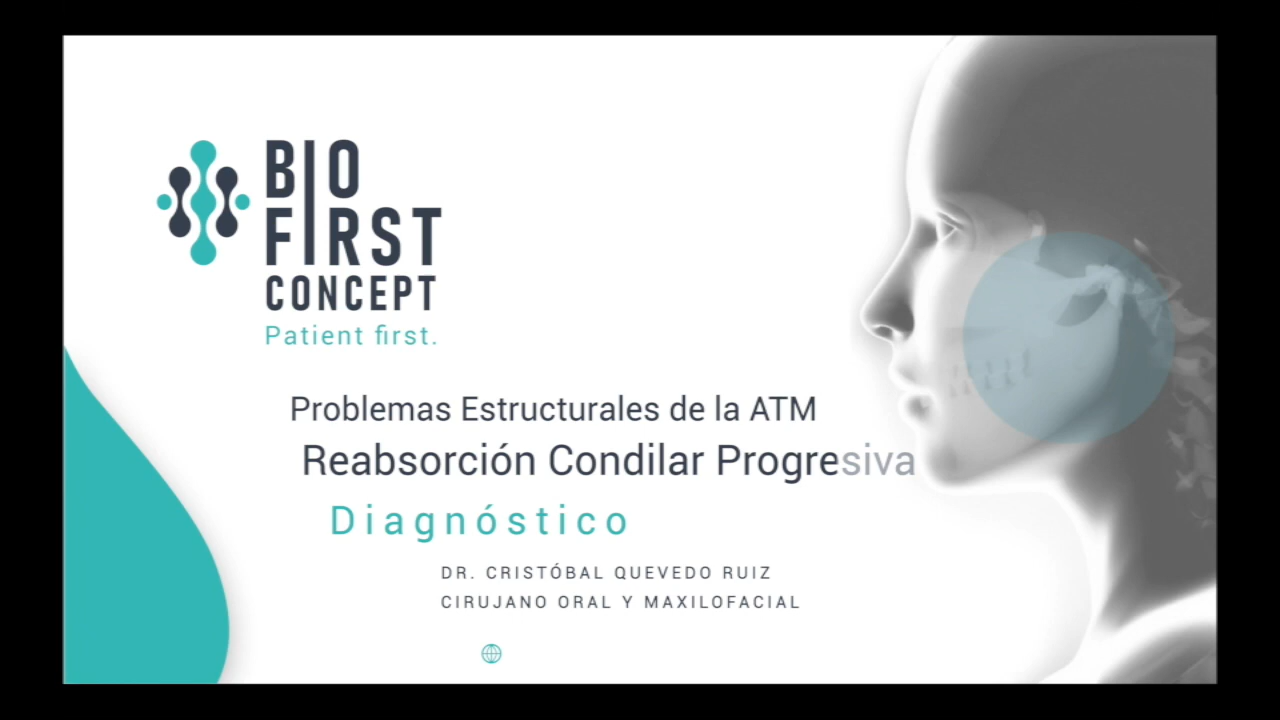 BIO
FIRST
CONCEPT
Patient first.
Problemas Estructurales de la ATM
Reabsorción Condilar Progresiva
Diagnóstico
DR. CRISTÓBAL QUEVEDO RUIZ
CIRUJANO ORAL Y MAXILOFACIAL